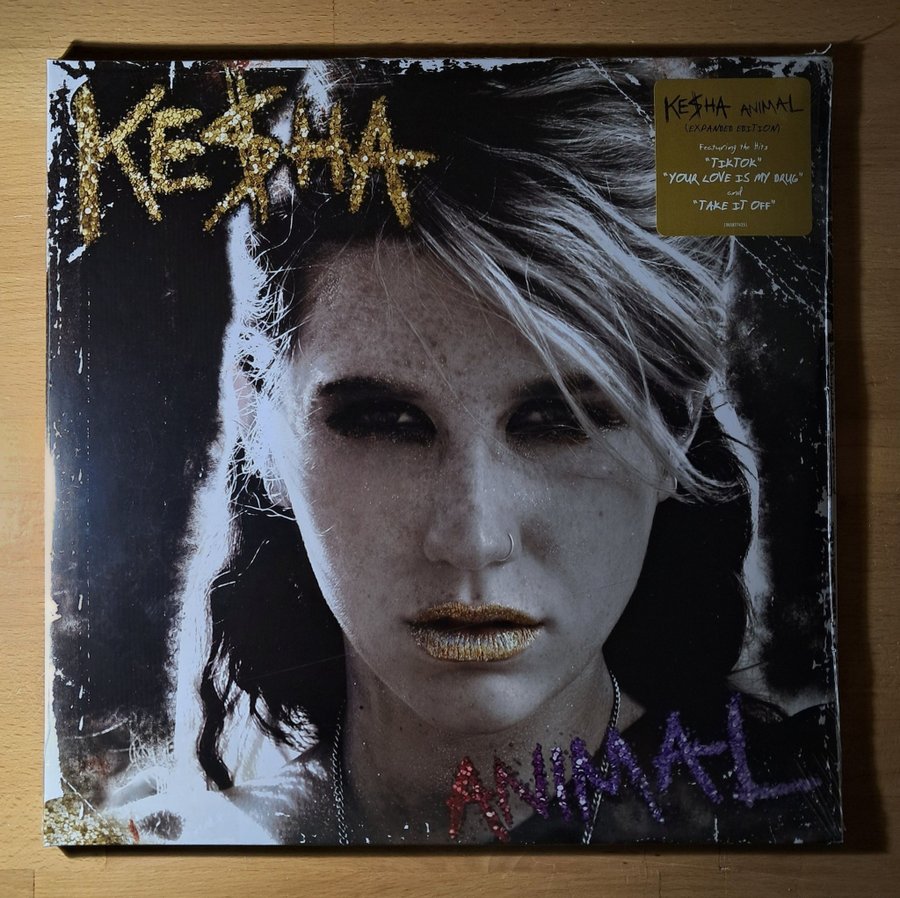 KE$HA
KE$HA ANIMAL
(EXPANDED EDITION)
Featuring the Hits
"TIKTOK"
"YOUR LOVE IS MY DRUG"
and
"TAKE IT OFF"
ANIMAL